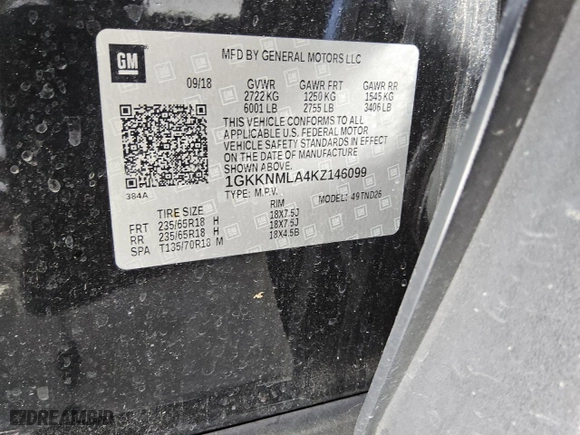 GM
MFD BY GENERAL MOTORS LLC
09/18 GVWR GAWR FRT GAWR RR
2722 KG 1250 KG 1545 KG
6001 LB 2755 LB 3406 LB
THIS VEHICLE CONFORMS TO ALL
APPLICABLE U.S. FEDERAL MOTOR
VEHICLE SAFETY STANDARDS IN EFFECT
ON THE DATE OF MANUFACTURE
SHOWN ABOVE.
1GKKNMLA4KZ146099
384A TYPE: M.P.V. MODEL: 49TND26
TIRE SIZE RIM
FRT 235/65R18 H 18X7.5J
RR 235/65R18 H 18X7.5J
SPA T135/70R18 M 18X4.5B
DREAMBID